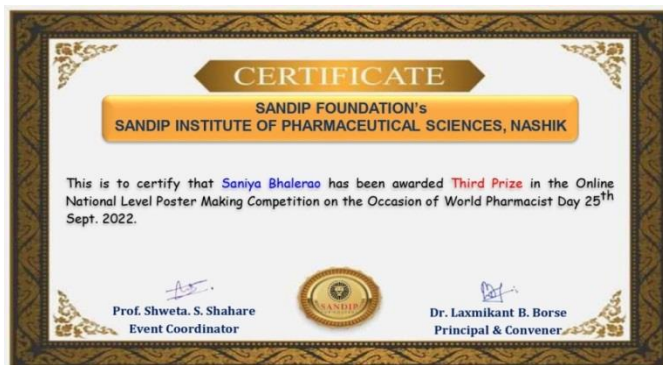 CERTIFICATE
SANDIP FOUNDATION's
SANDIP INSTITUTE OF PHARMACEUTICAL SCIENCES, NASHIK
This is to certify that Saniya Bhalerao has been awarded Third Prize in the Online
National Level Poster Making Competition on the Occasion of World Pharmacist Day 25th
Sept. 2022.
SANDIP
Prof. Shweta. S. Shahare
Event Coordinator
Dr. Laxmikant B. Borse
Principal & Convener